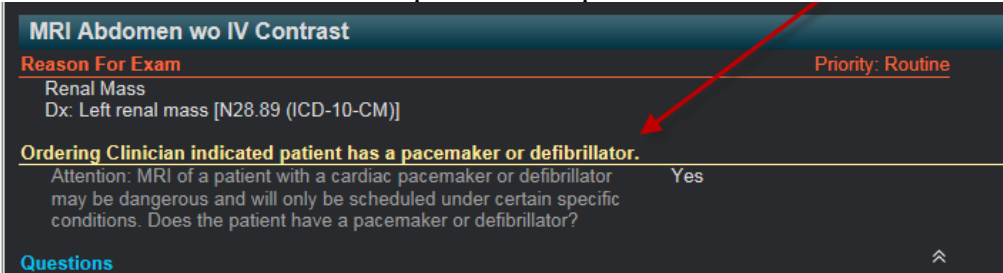 MRI Abdomen wo IV Contrast
Reason For Exam Priority: Routine
Renal Mass
Dx: Left renal mass [N28.89 (ICD-10-CM)]
Ordering Clinician indicated patient has a pacemaker or defibrillator.
Attention: MRI of a patient with a cardiac pacemaker or defibrillator Yes
may be dangerous and will only be scheduled under certain specific
conditions. Does the patient have a pacemaker or defibrillator?
Questions